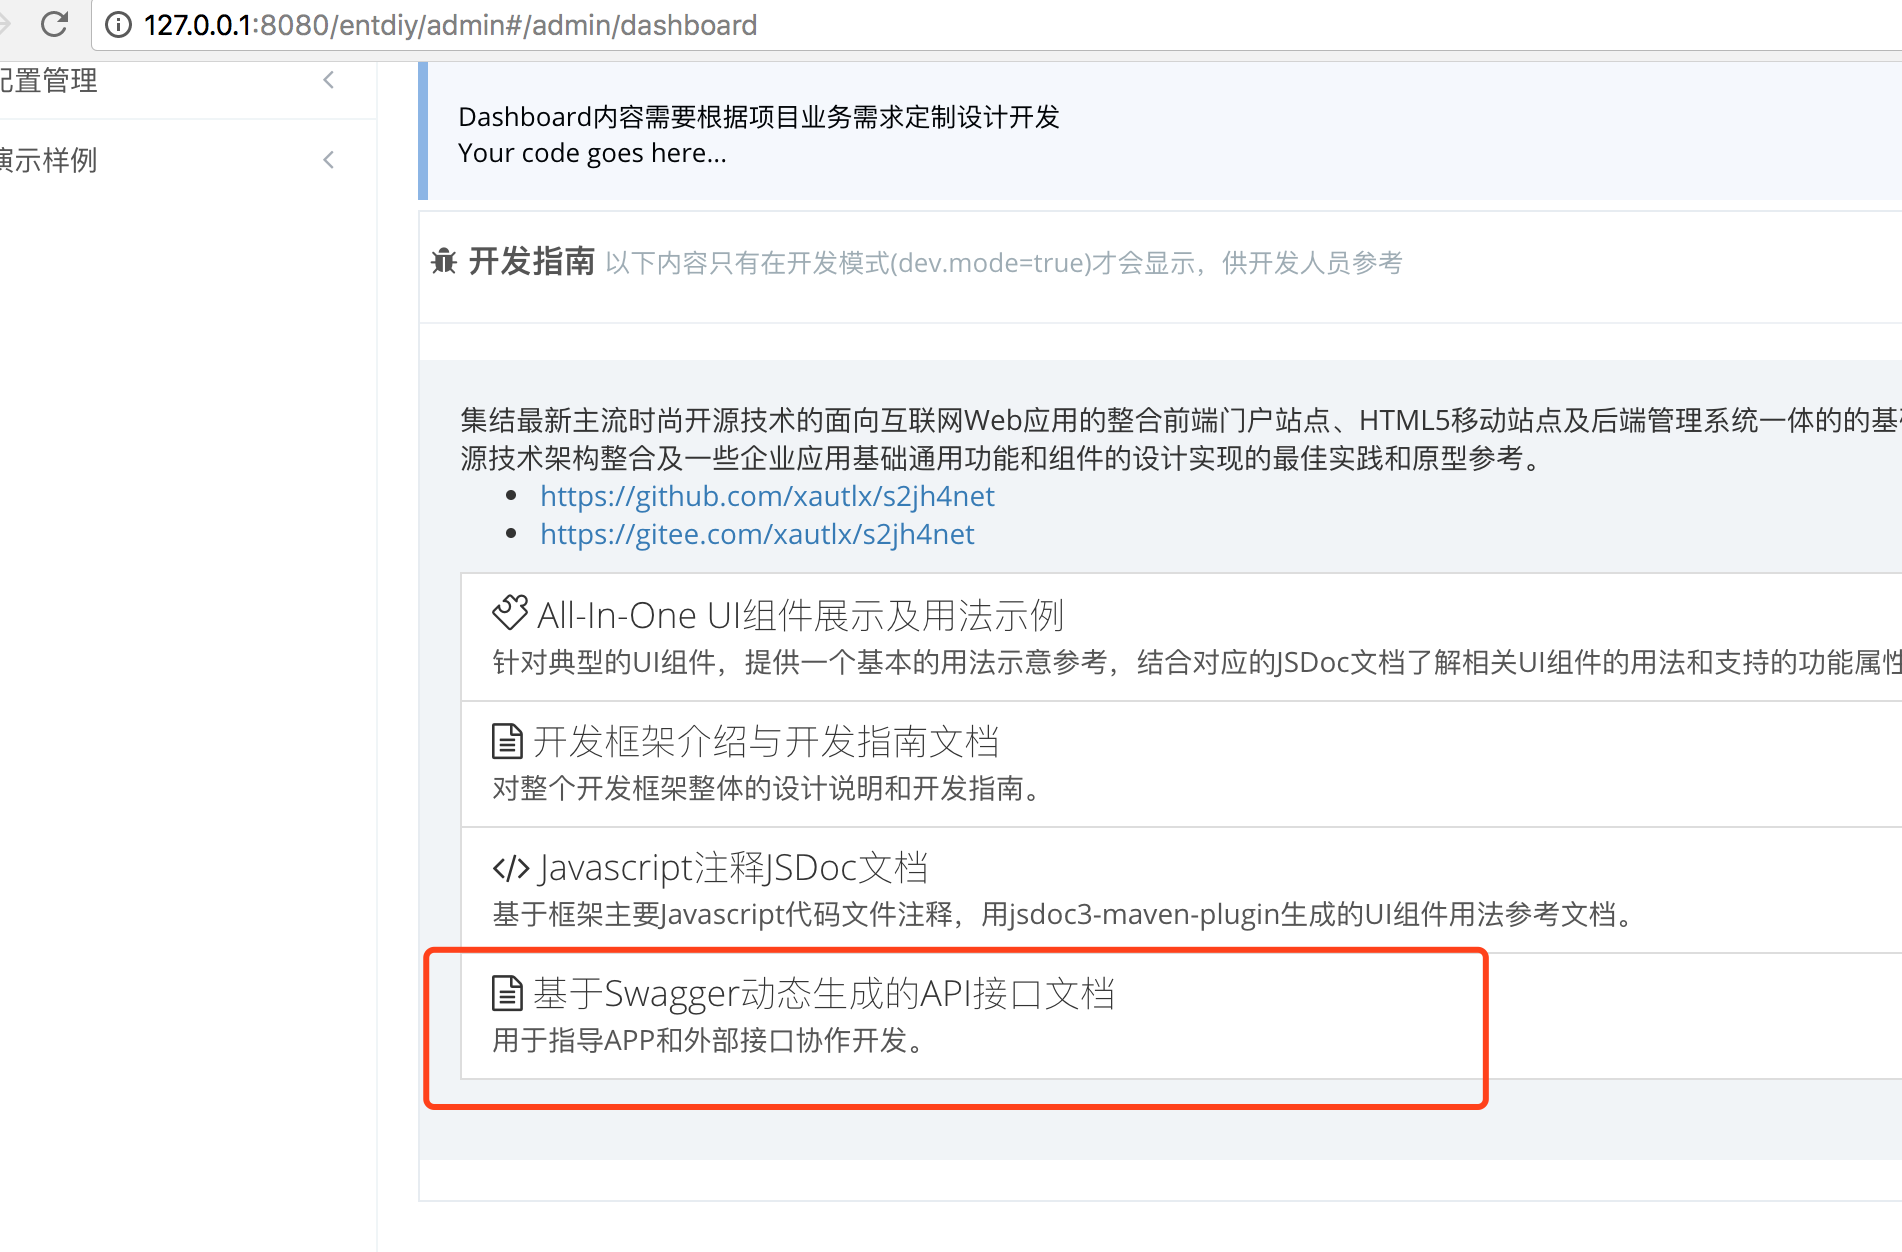 127.0.0.1:8080/entdiy/admin#/admin/dashboard
配置管理
演示样例
Dashboard内容需要根据项目业务需求定制设计开发
Your code goes here...
开发指南 以下内容只有在开发模式(dev.mode=true)才会显示，供开发人员参考
集结最新主流时尚开源技术的面向互联网Web应用的整合前端门户站点、HTML5移动站点及后端管理系统一体的的基
源技术架构整合及一些企业应用基础通用功能和组件的设计实现的最佳实践和原型参考。
https://github.com/xautlx/s2jh4net
https://gitee.com/xautlx/s2jh4net
All-In-One UI组件展示及用法示例
针对典型的UI组件，提供一个基本的用法示意参考，结合对应的JSDoc文档了解相关UI组件的用法和支持的功能属性
开发框架介绍与开发指南文档
对整个开发框架整体的设计说明和开发指南。
Javascript注释JSDoc文档
基于框架主要Javascript代码文件注释，用jsdoc3-maven-plugin生成的UI组件用法参考文档。
基于Swagger动态生成的API接口文档
用于指导APP和外部接口协作开发。